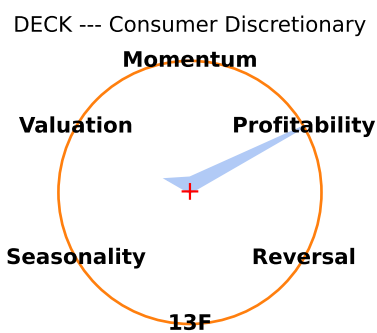 DECK --- Consumer Discretionary
Momentum
Valuation
Profitability
Seasonality
Reversal
13F